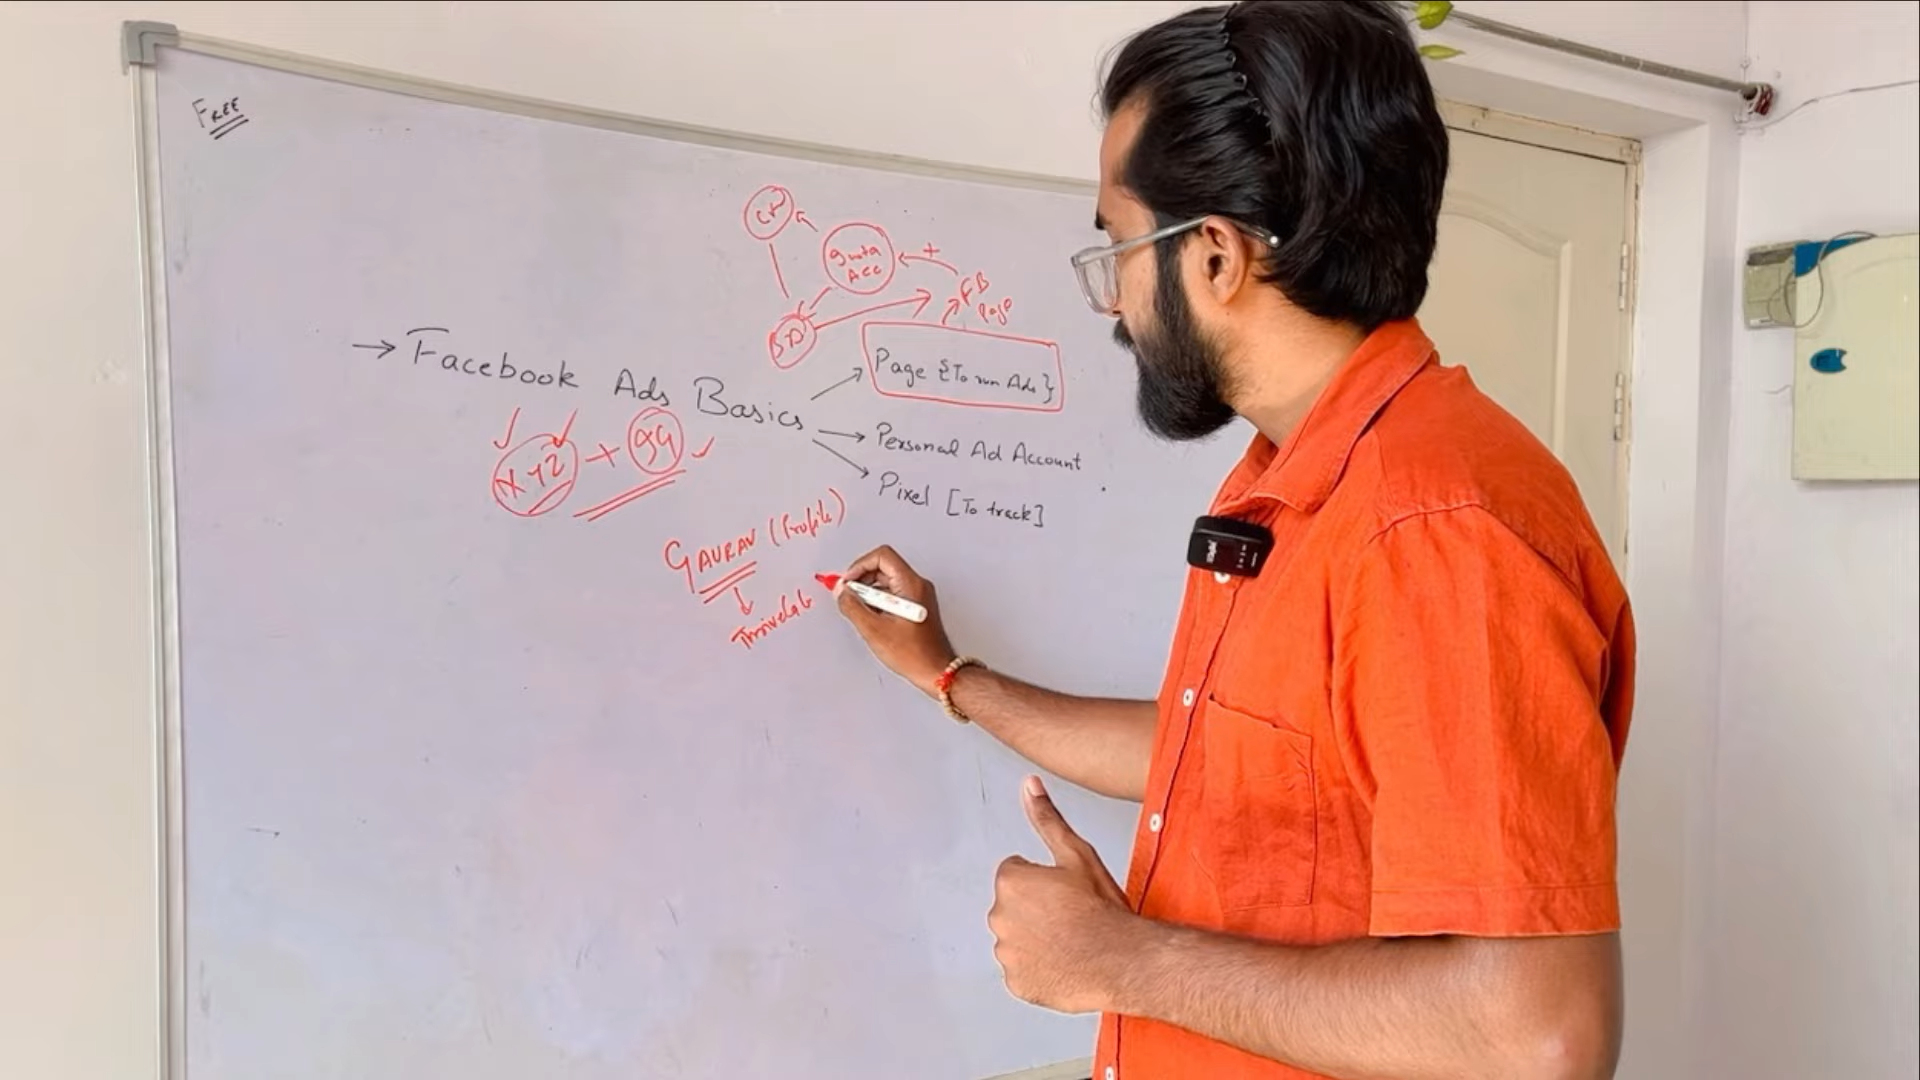 FREE
Insta
Acc
+
FB
Page
→ Facebook Ads Basics
Page {To run Ads}
Personal Ad Account
Pixel [To track]
XYZ +
GAURAV (Profile)